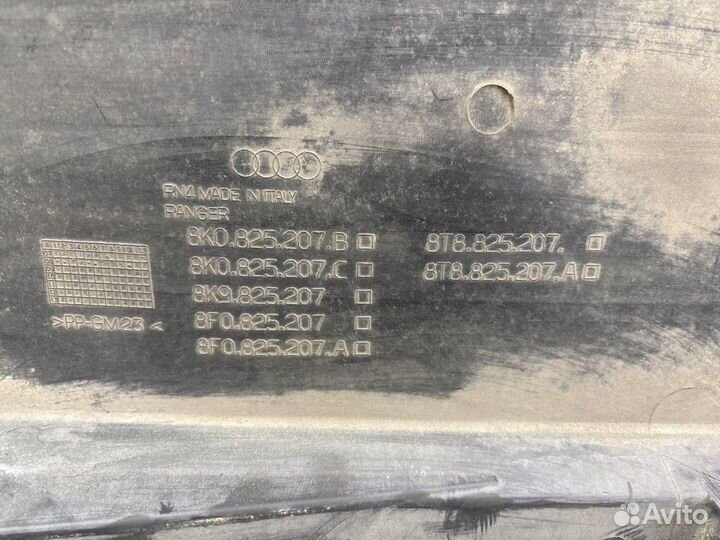 RN4 MADE IN ITALY
RANGER
8K0.825.207.B
8K0.825.207.C
8K9.825.207
8F0.825.207
8F0.825.207.A
8T8.825.207.
8T8.825.207.A
>PP-GM23<
Avito